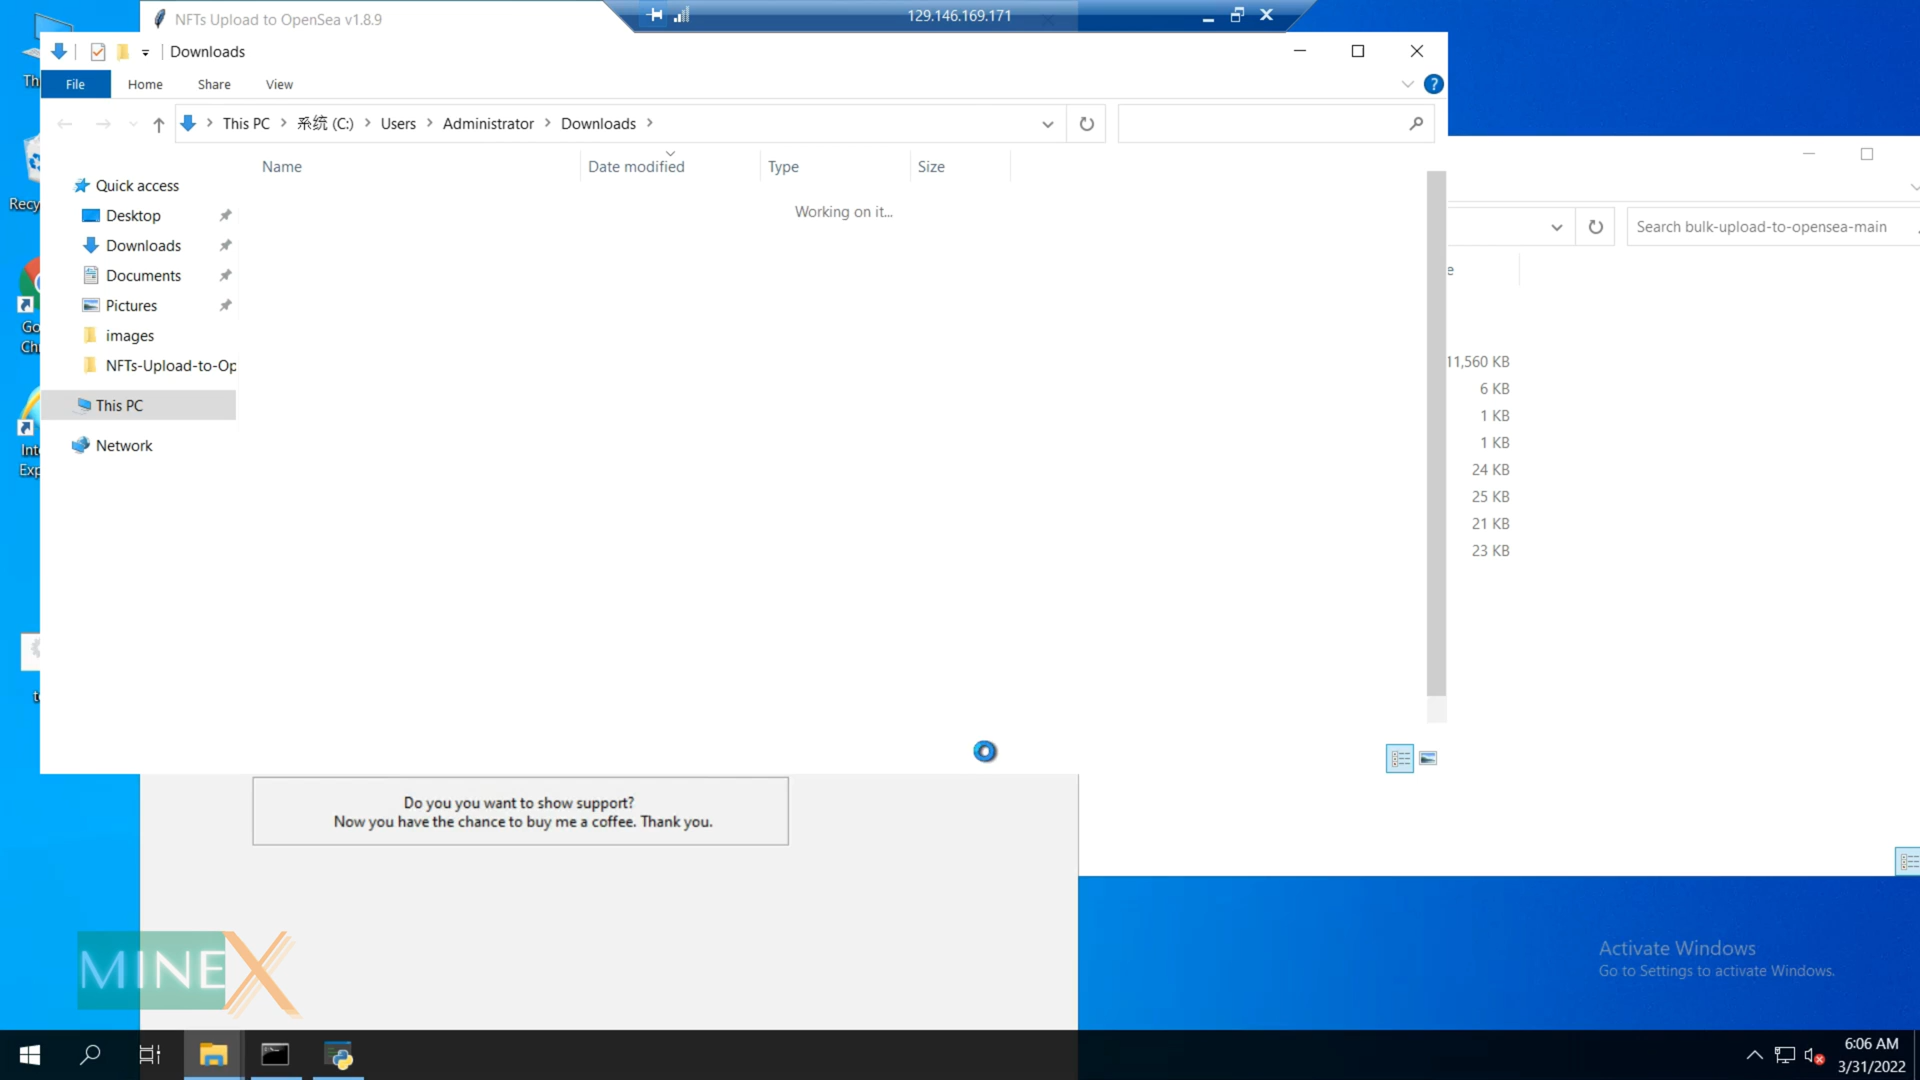 NFTs Upload to OpenSea v1.8.9
129.146.169.171
Downloads
File
Home
Share
View
This PC
系统 (C:)
Users
Administrator
Downloads
Name
Date modified
Type
Size
Working on it...
Quick access
Desktop
Downloads
Documents
Pictures
images
NFTs-Upload-to-Op
This PC
Network
Search bulk-upload-to-opensea-main
11,560 KB
6 KB
1 KB
1 KB
24 KB
25 KB
21 KB
23 KB
Recy
Go
Ch
Int
Exp
Do you you want to show support?
Now you have the chance to buy me a coffee. Thank you.
MINEX
Activate Windows
Go to Settings to activate Windows.
6:06 AM
3/31/2022